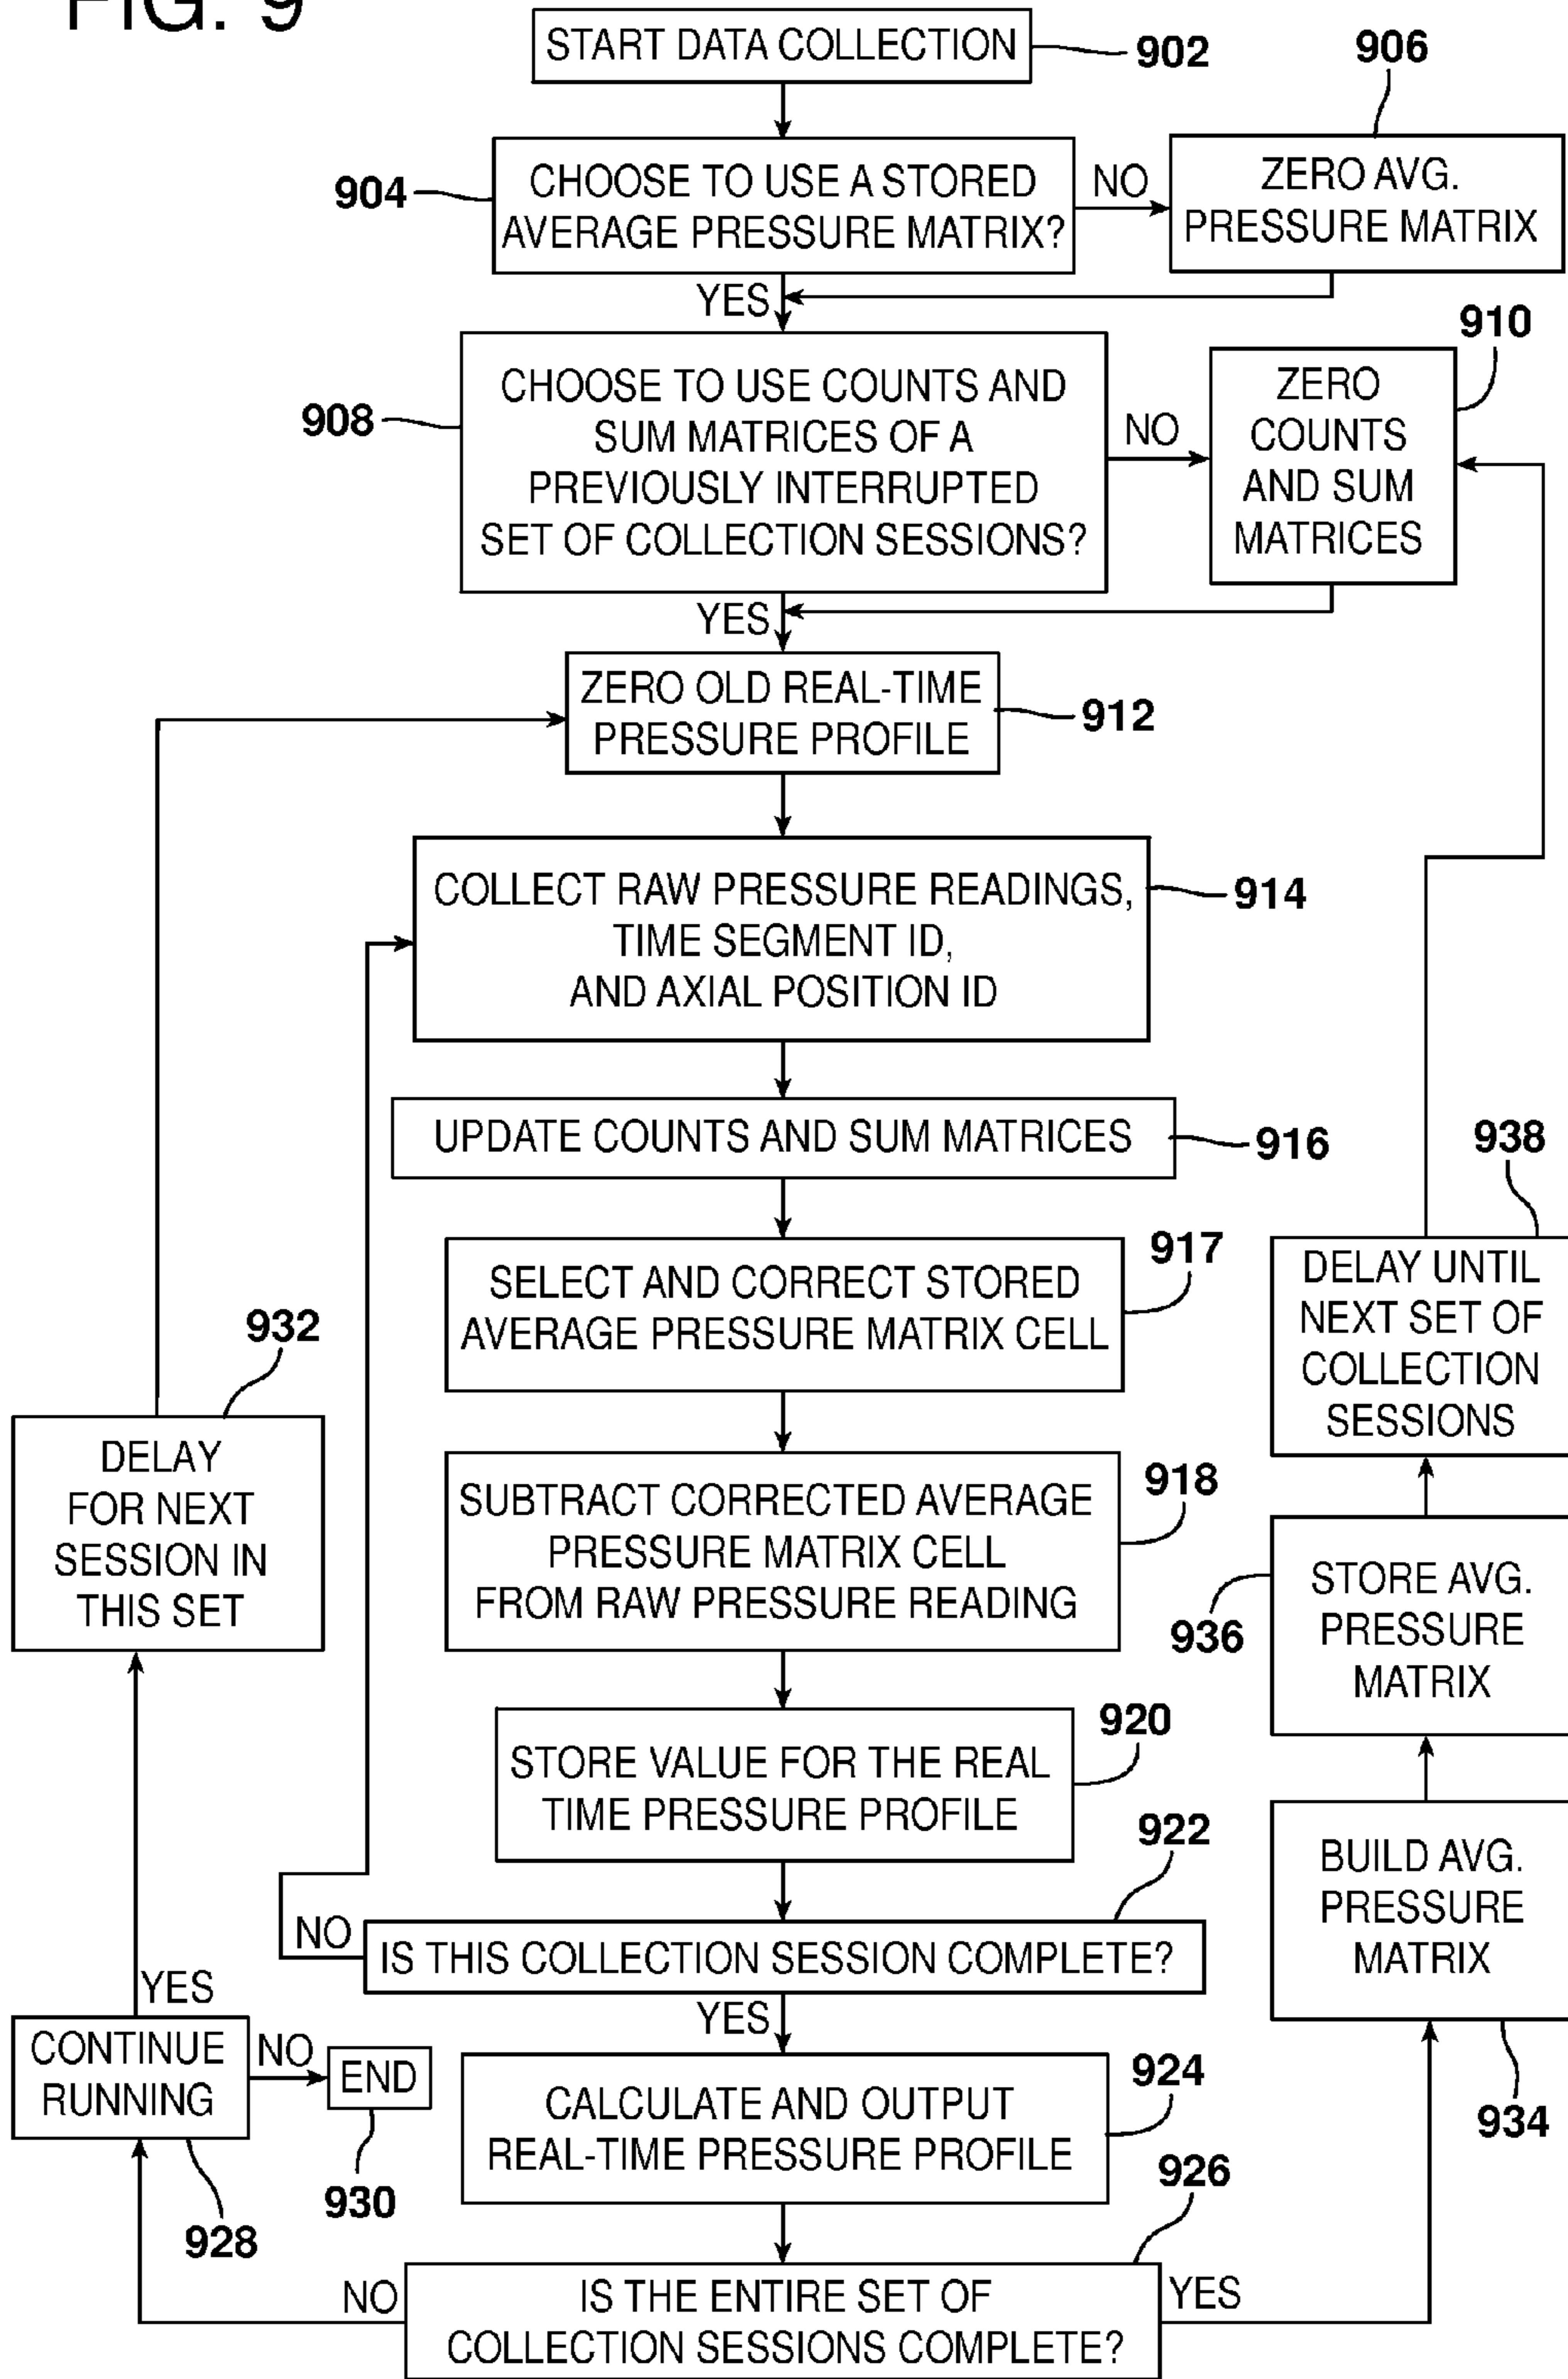 FIG. 9
START DATA COLLECTION
902
906
904
CHOOSE TO USE A STORED
AVERAGE PRESSURE MATRIX?
NO
ZERO AVG.
PRESSURE MATRIX
YES
910
908
CHOOSE TO USE COUNTS AND
SUM MATRICES OF A
PREVIOUSLY INTERRUPTED
SET OF COLLECTION SESSIONS?
NO
ZERO
COUNTS
AND SUM
MATRICES
YES
ZERO OLD REAL-TIME
PRESSURE PROFILE
912
COLLECT RAW PRESSURE READINGS,
TIME SEGMENT ID,
AND AXIAL POSITION ID
914
UPDATE COUNTS AND SUM MATRICES
916
938
917
SELECT AND CORRECT STORED
AVERAGE PRESSURE MATRIX CELL
DELAY UNTIL
NEXT SET OF
COLLECTION
SESSIONS
932
DELAY
FOR NEXT
SESSION IN
THIS SET
918
SUBTRACT CORRECTED AVERAGE
PRESSURE MATRIX CELL
FROM RAW PRESSURE READING
936
STORE AVG.
PRESSURE
MATRIX
920
STORE VALUE FOR THE REAL
TIME PRESSURE PROFILE
922
BUILD AVG.
PRESSURE
MATRIX
934
NO
IS THIS COLLECTION SESSION COMPLETE?
YES
YES
CONTINUE
RUNNING
NO
END
930
928
924
CALCULATE AND OUTPUT
REAL-TIME PRESSURE PROFILE
926
NO
IS THE ENTIRE SET OF
COLLECTION SESSIONS COMPLETE?
YES